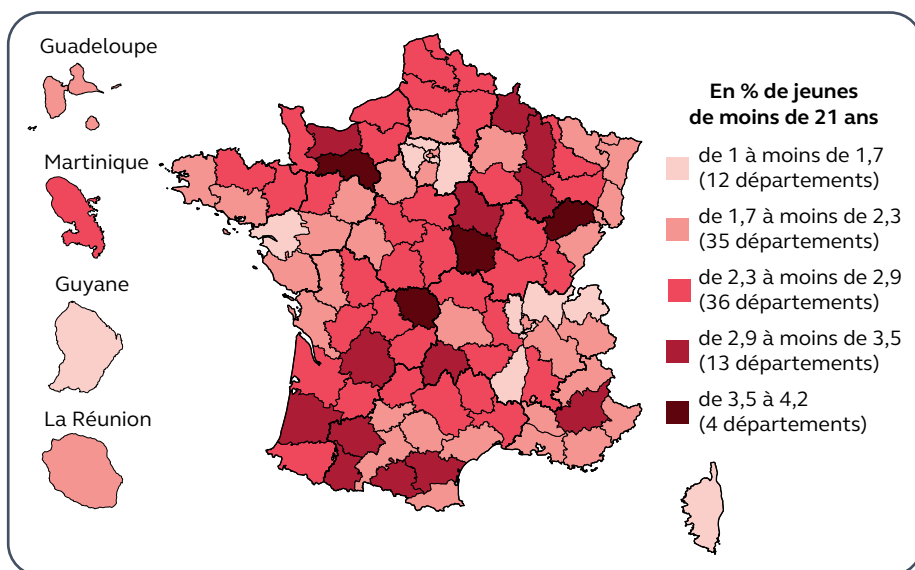 Guadeloupe
Martinique
Guyane
La Réunion
En % de jeunes
de moins de 21 ans
de 1 à moins de 1,7
(12 départements)
de 1,7 à moins de 2,3
(35 départements)
de 2,3 à moins de 2,9
(36 départements)
de 2,9 à moins de 3,5
(13 départements)
de 3,5 à 4,2
(4 départements)